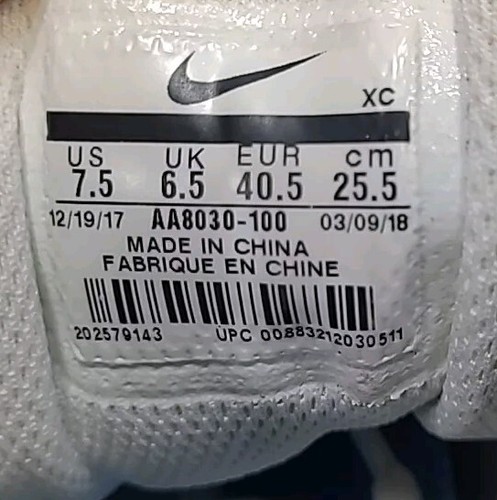 XC
US UK EUR cm
7.5 6.5 40.5 25.5
12/19/17 AA8030-100 03/09/18
MADE IN CHINA
FABRIQUE EN CHINE
202579143 UPC 00883212030511